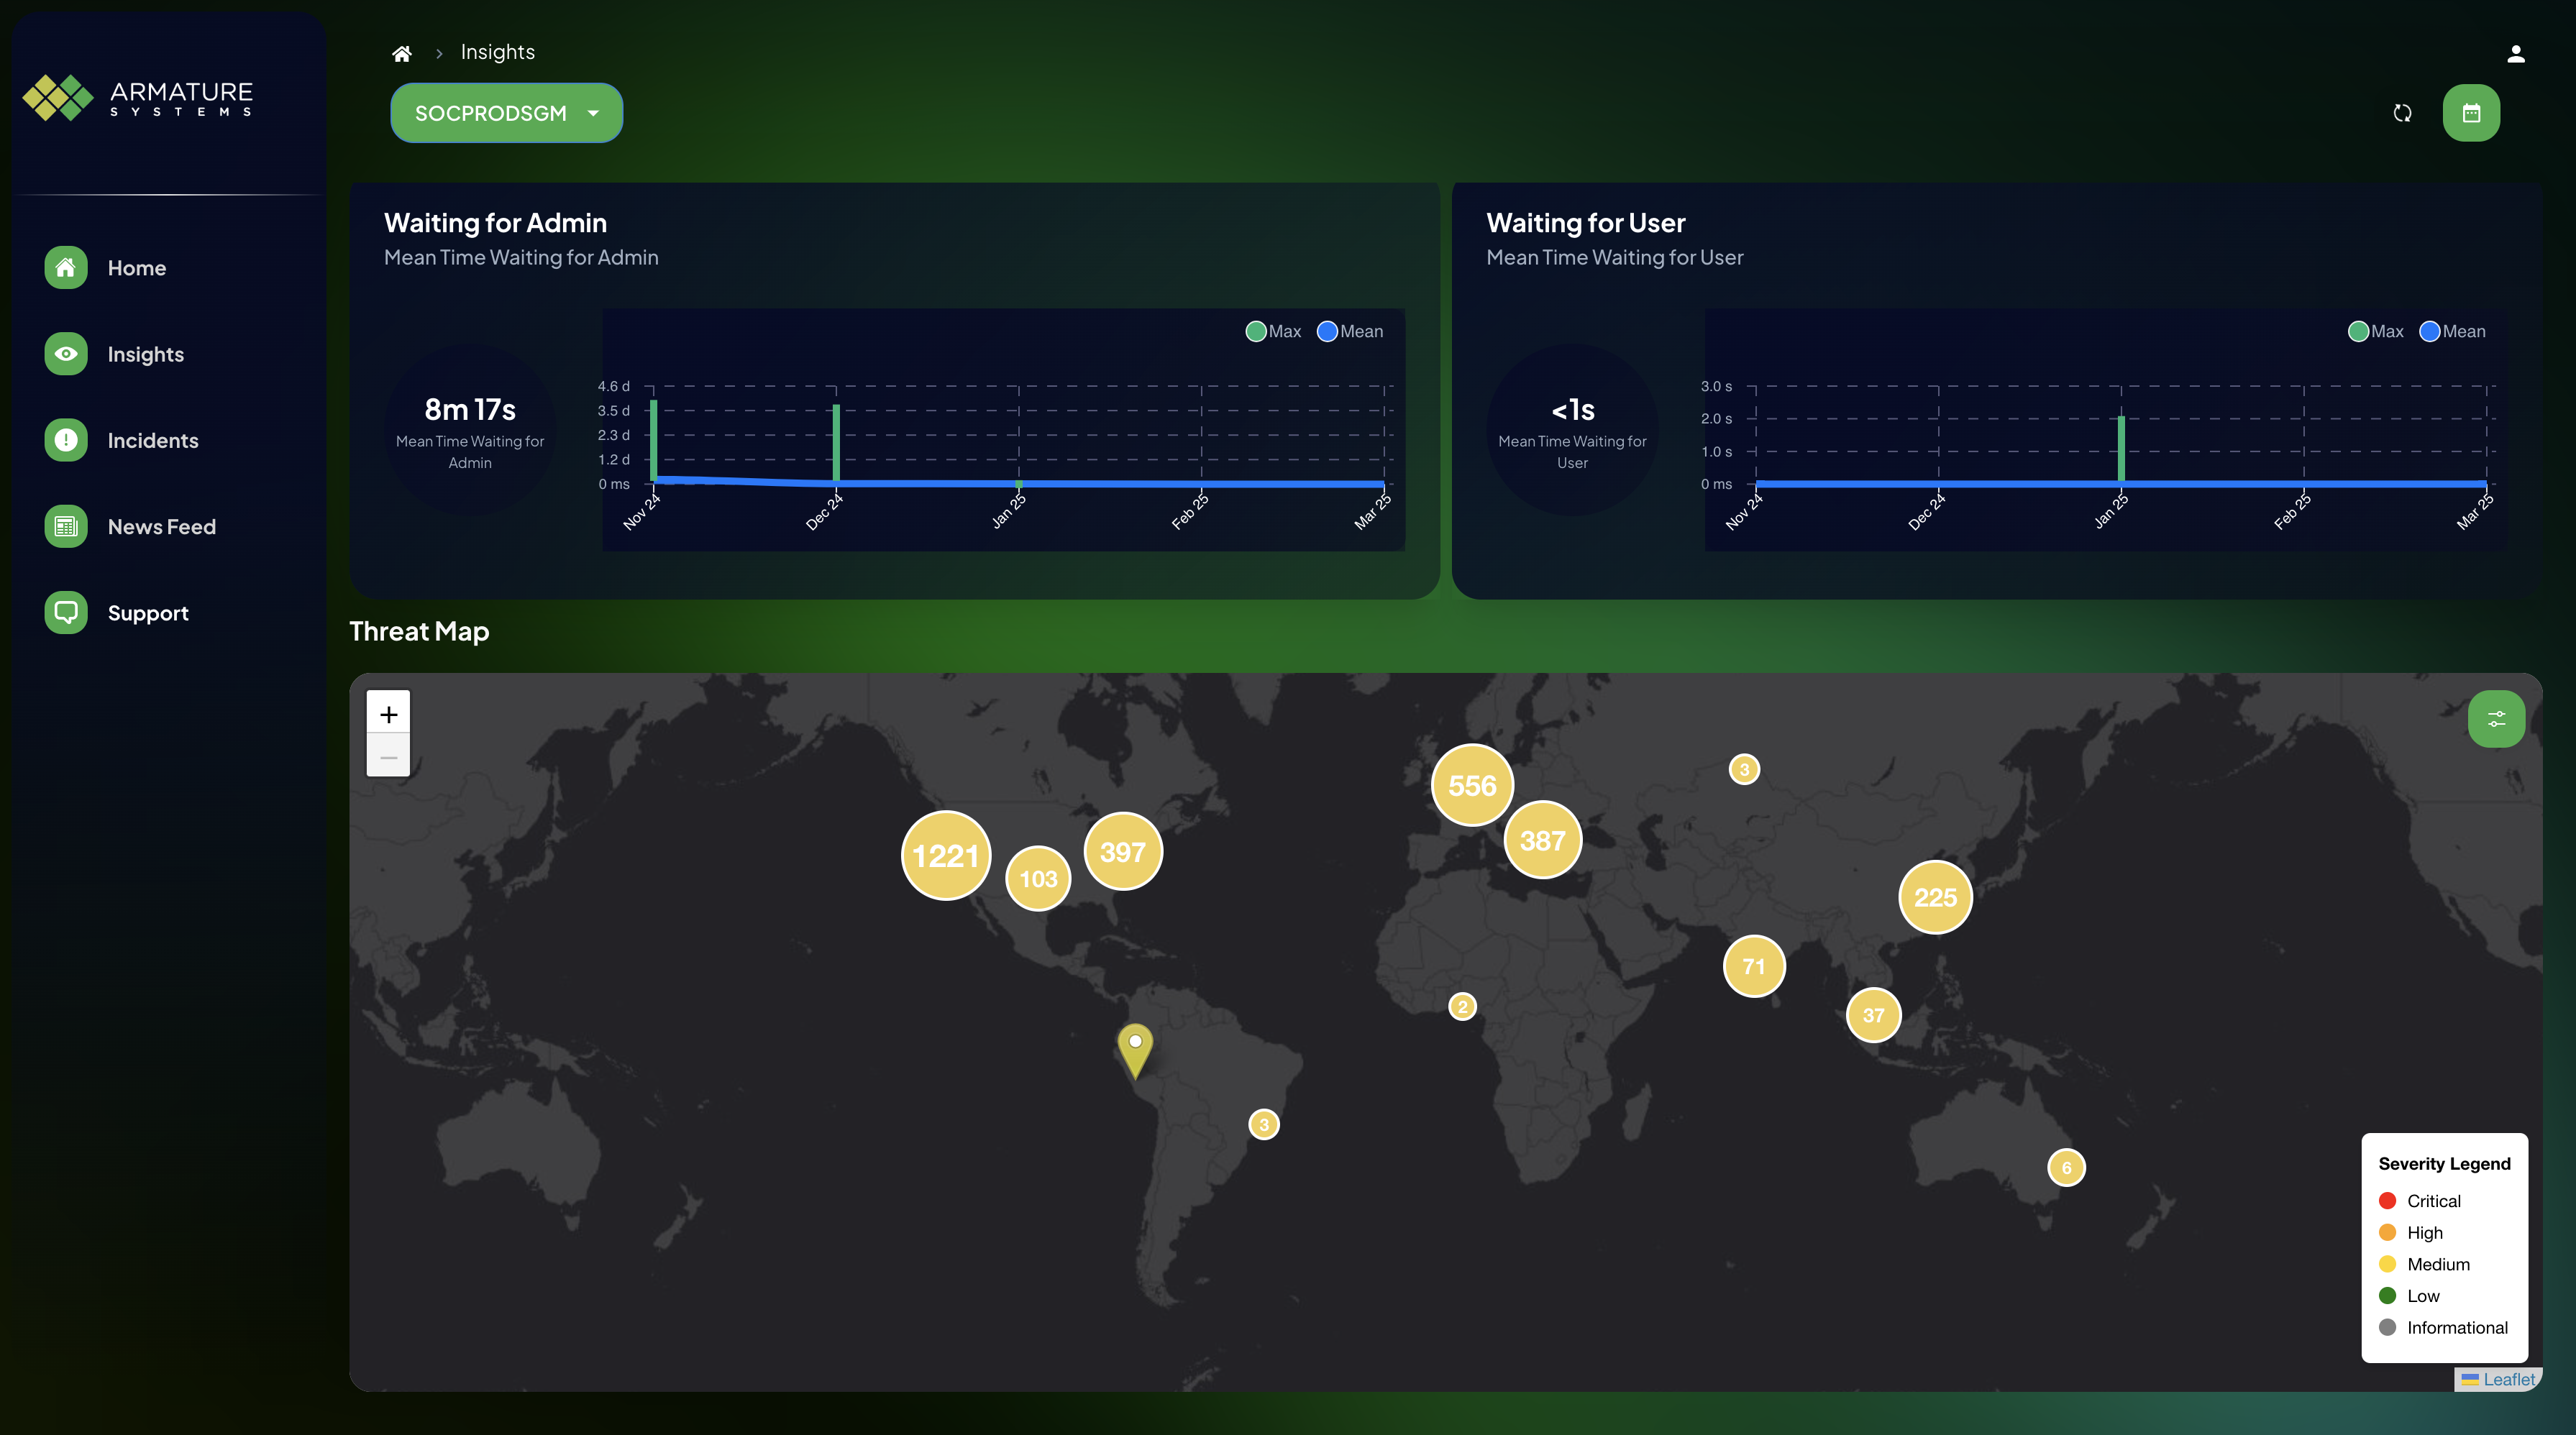 ARMATURE
SYSTEMS
Home
Insights
Incidents
News Feed
Support
Insights
SOCPRODSGM
Waiting for Admin
Mean Time Waiting for Admin
8m 17s
Mean Time Waiting for
Admin
Max Mean
4.6 d
3.5 d
2.3 d
1.2 d
0 ms
Nov 24 Dec 24 Jan 25 Feb 25 Mar 25
Waiting for User
Mean Time Waiting for User
<1s
Mean Time Waiting for
User
Max Mean
3.0 s
2.0 s
1.0 s
0 ms
Nov 24 Dec 24 Jan 25 Feb 25 Mar 25
Threat Map
+
−
556
3
387
1221
103
397
225
71
2
37
3
6
Severity Legend
Critical
High
Medium
Low
Informational
Leaflet